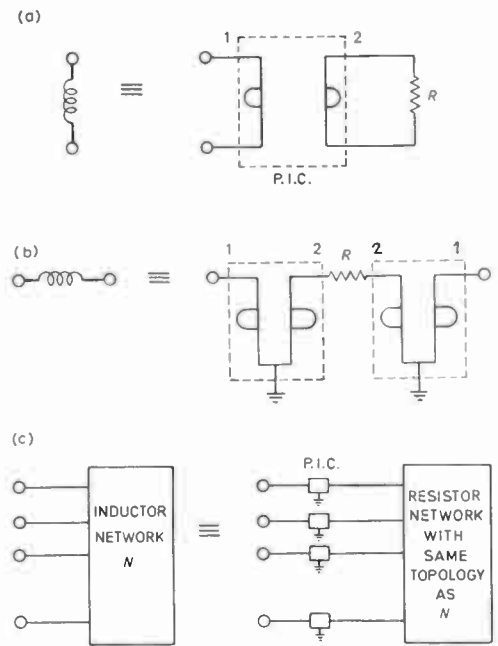 (a)
1 2
≡
R
P.I.C.
(b)
1 2 R 2 1
≡
(c)
P.I.C.
INDUCTOR
NETWORK
N
≡
RESISTOR
NETWORK
WITH
SAME
TOPOLOGY
AS
N